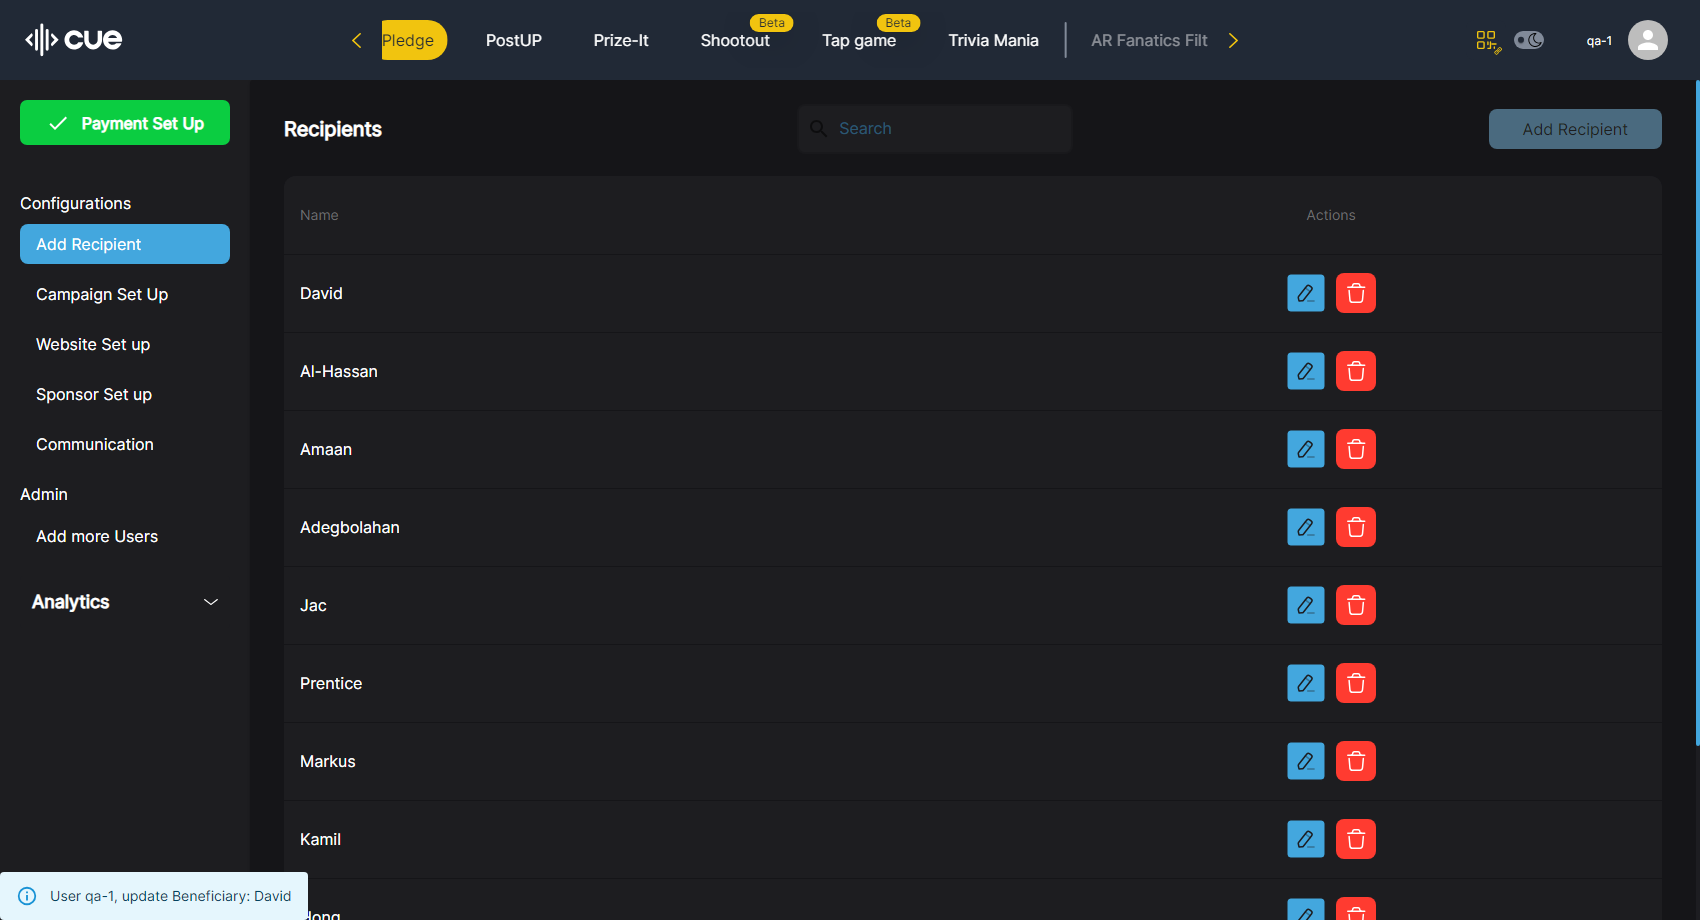 cue
Pledge
PostUP
Prize-It
Shootout
Beta
Tap game
Beta
Trivia Mania
AR Fanatics Filt
qa-1
Payment Set Up
Configurations
Add Recipient
Campaign Set Up
Website Set up
Sponsor Set up
Communication
Admin
Add more Users
Analytics
Recipients
Search
Add Recipient
Name
Actions
David
Al-Hassan
Amaan
Adegbolahan
Jac
Prentice
Markus
Kamil
User qa-1, update Beneficiary: David